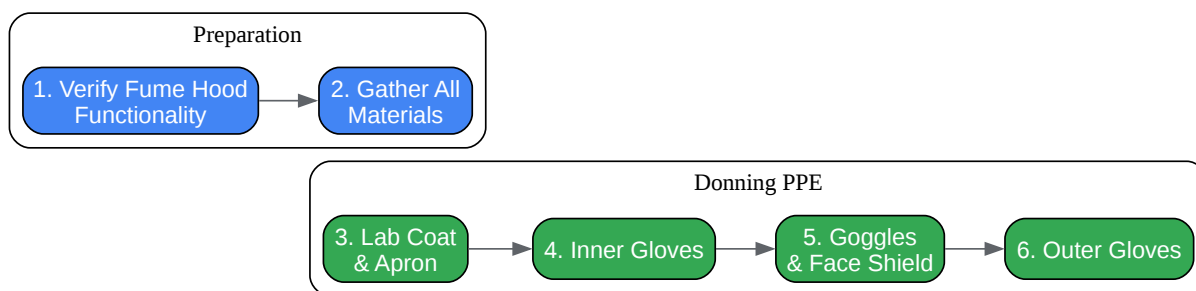 Preparation
1. Verify Fume Hood
Functionality
2. Gather All
Materials
Donning PPE
3. Lab Coat
& Apron
4. Inner Gloves
5. Goggles
& Face Shield
6. Outer Gloves